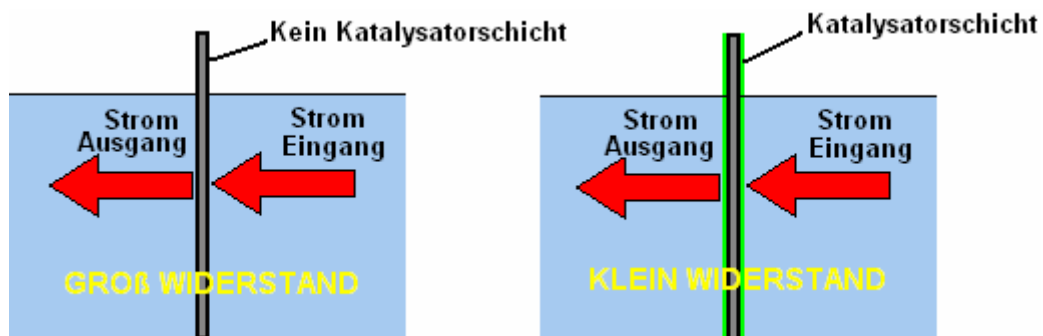 Kein Katalysatorschicht
Strom
Ausgang
Strom
Eingang
GROß WIDERSTAND
Katalysatorschicht
Strom
Ausgang
Strom
Eingang
KLEIN WIDERSTAND